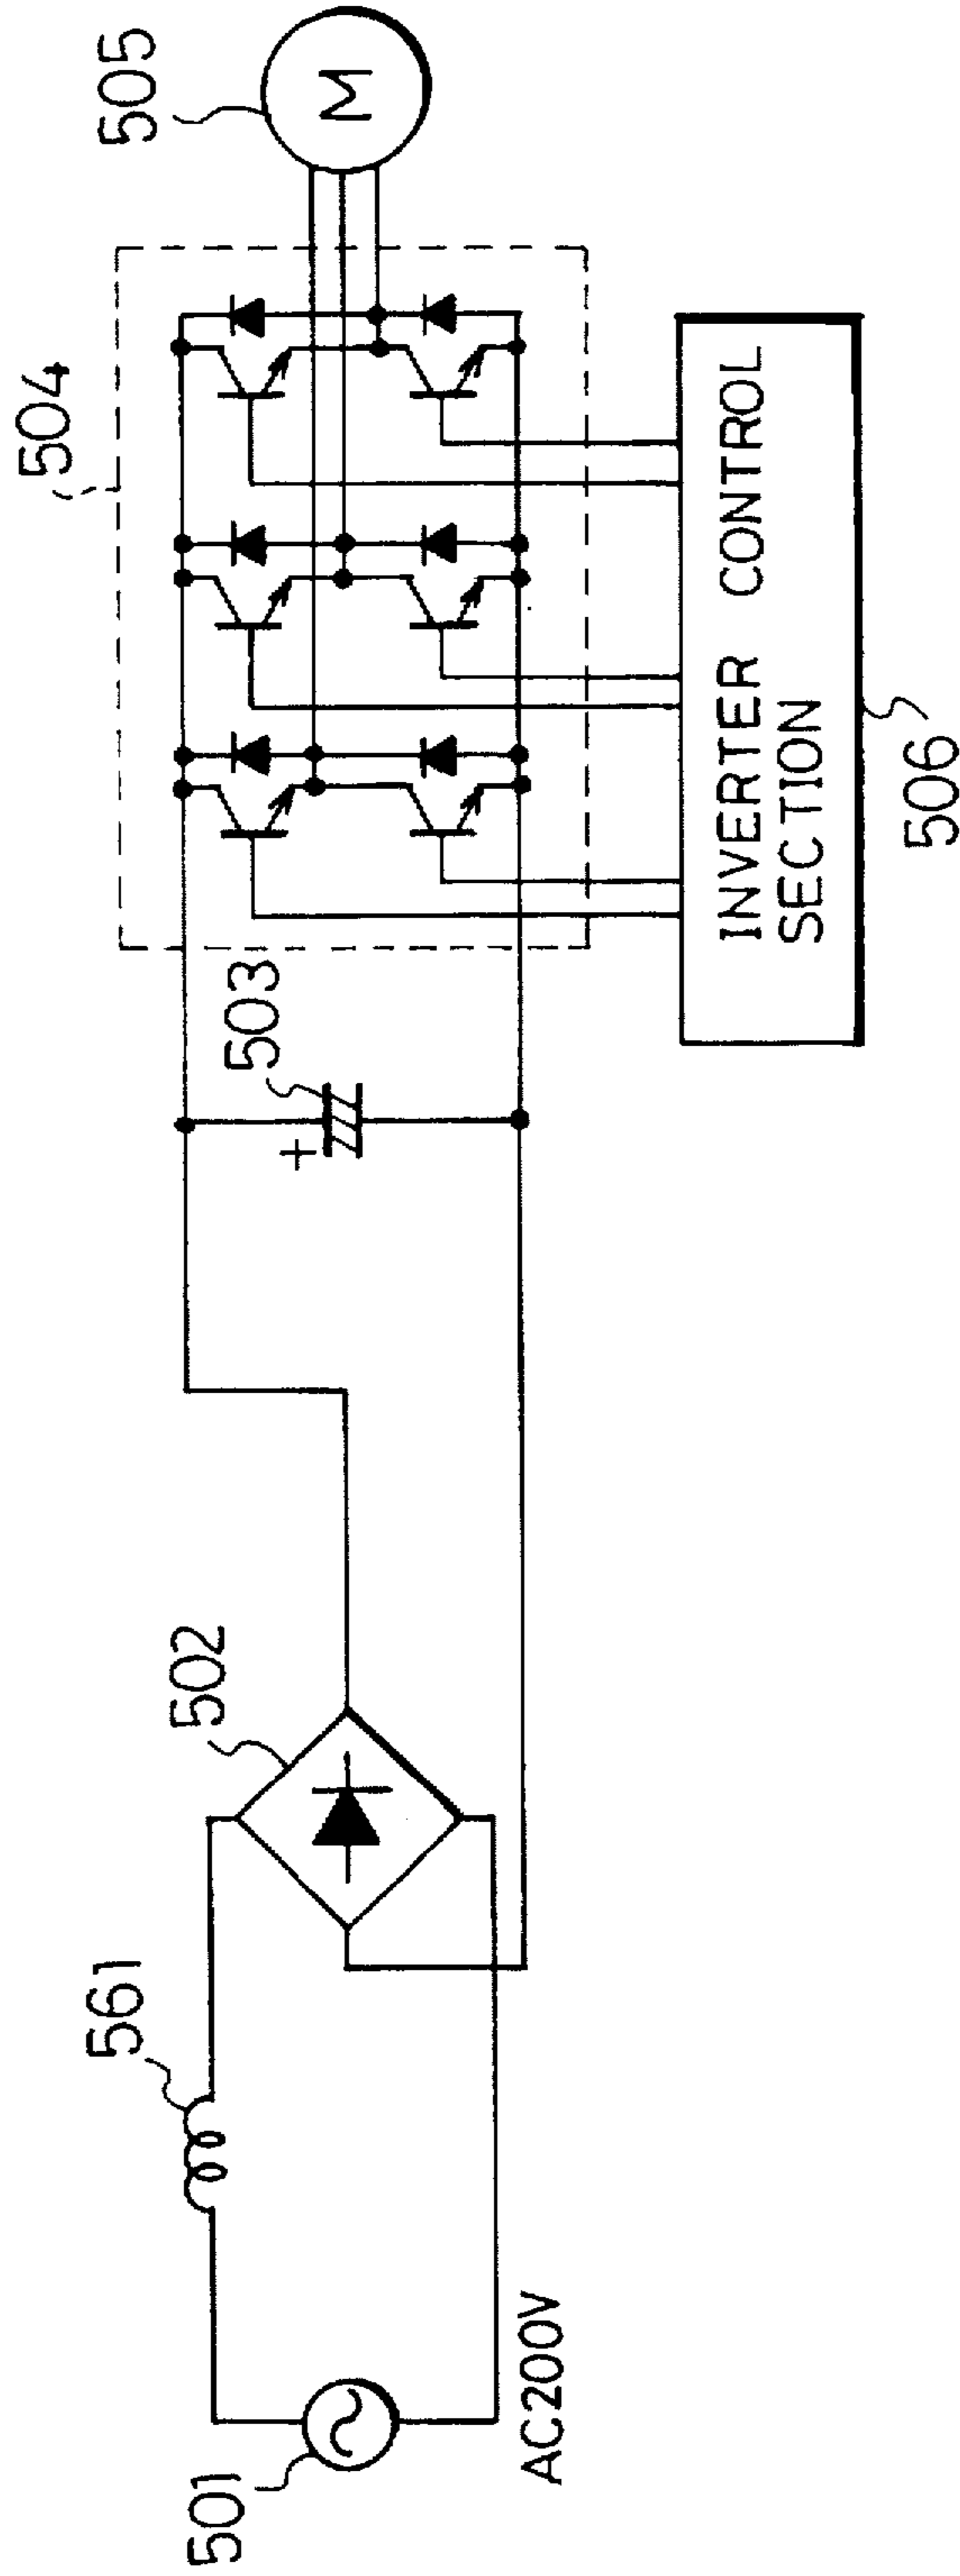 501
AC200V
561
502
503
+
504
505
M
INVERTER CONTROL
SECTION
506